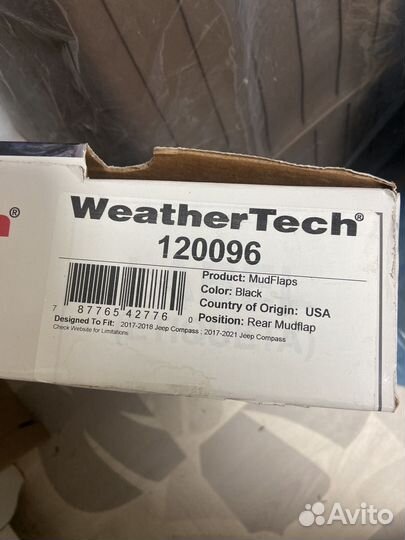 WeatherTech®
120096
Product: MudFlaps
Color: Black
Country of Origin: USA
Position: Rear Mudflap
7 87765 42776 0
Designed To Fit: 2017-2018 Jeep Compass ; 2017-2021 Jeep Compass
Check Website for Limitations.
®
Avito